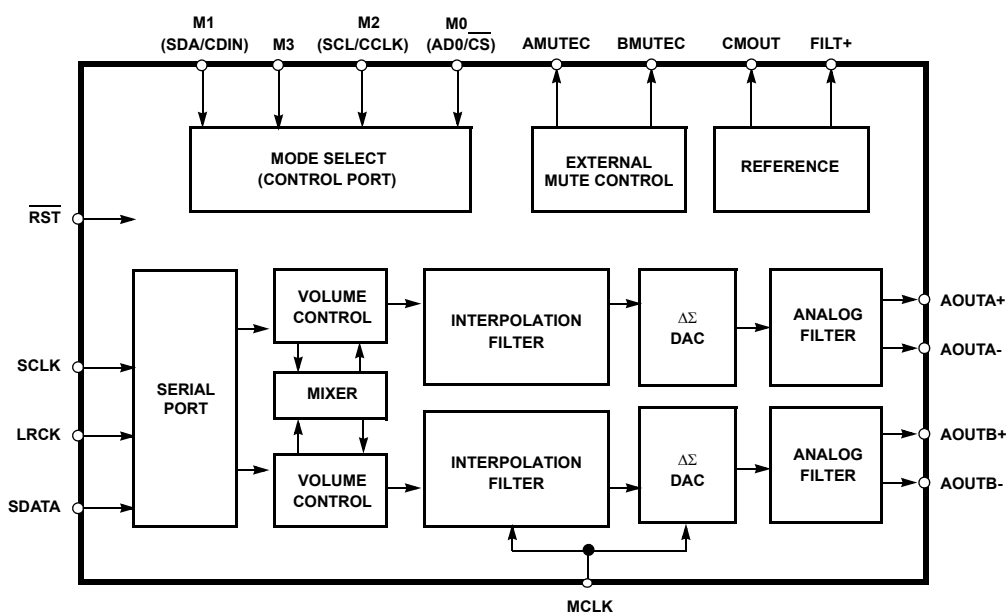 M1
(SDA/CDIN)
M3
M2
(SCL/CCLK)
M0
(AD0/CS)
AMUTEC
BMUTEC
CMOUT
FILT+
MODE SELECT
(CONTROL PORT)
EXTERNAL
MUTE CONTROL
REFERENCE
RST
SERIAL
PORT
VOLUME
CONTROL
INTERPOLATION
FILTER
ΔΣ
DAC
ANALOG
FILTER
AOUTA+
AOUTA-
SCLK
MIXER
LRCK
SDATA
VOLUME
CONTROL
INTERPOLATION
FILTER
ΔΣ
DAC
ANALOG
FILTER
AOUTB+
AOUTB-
MCLK